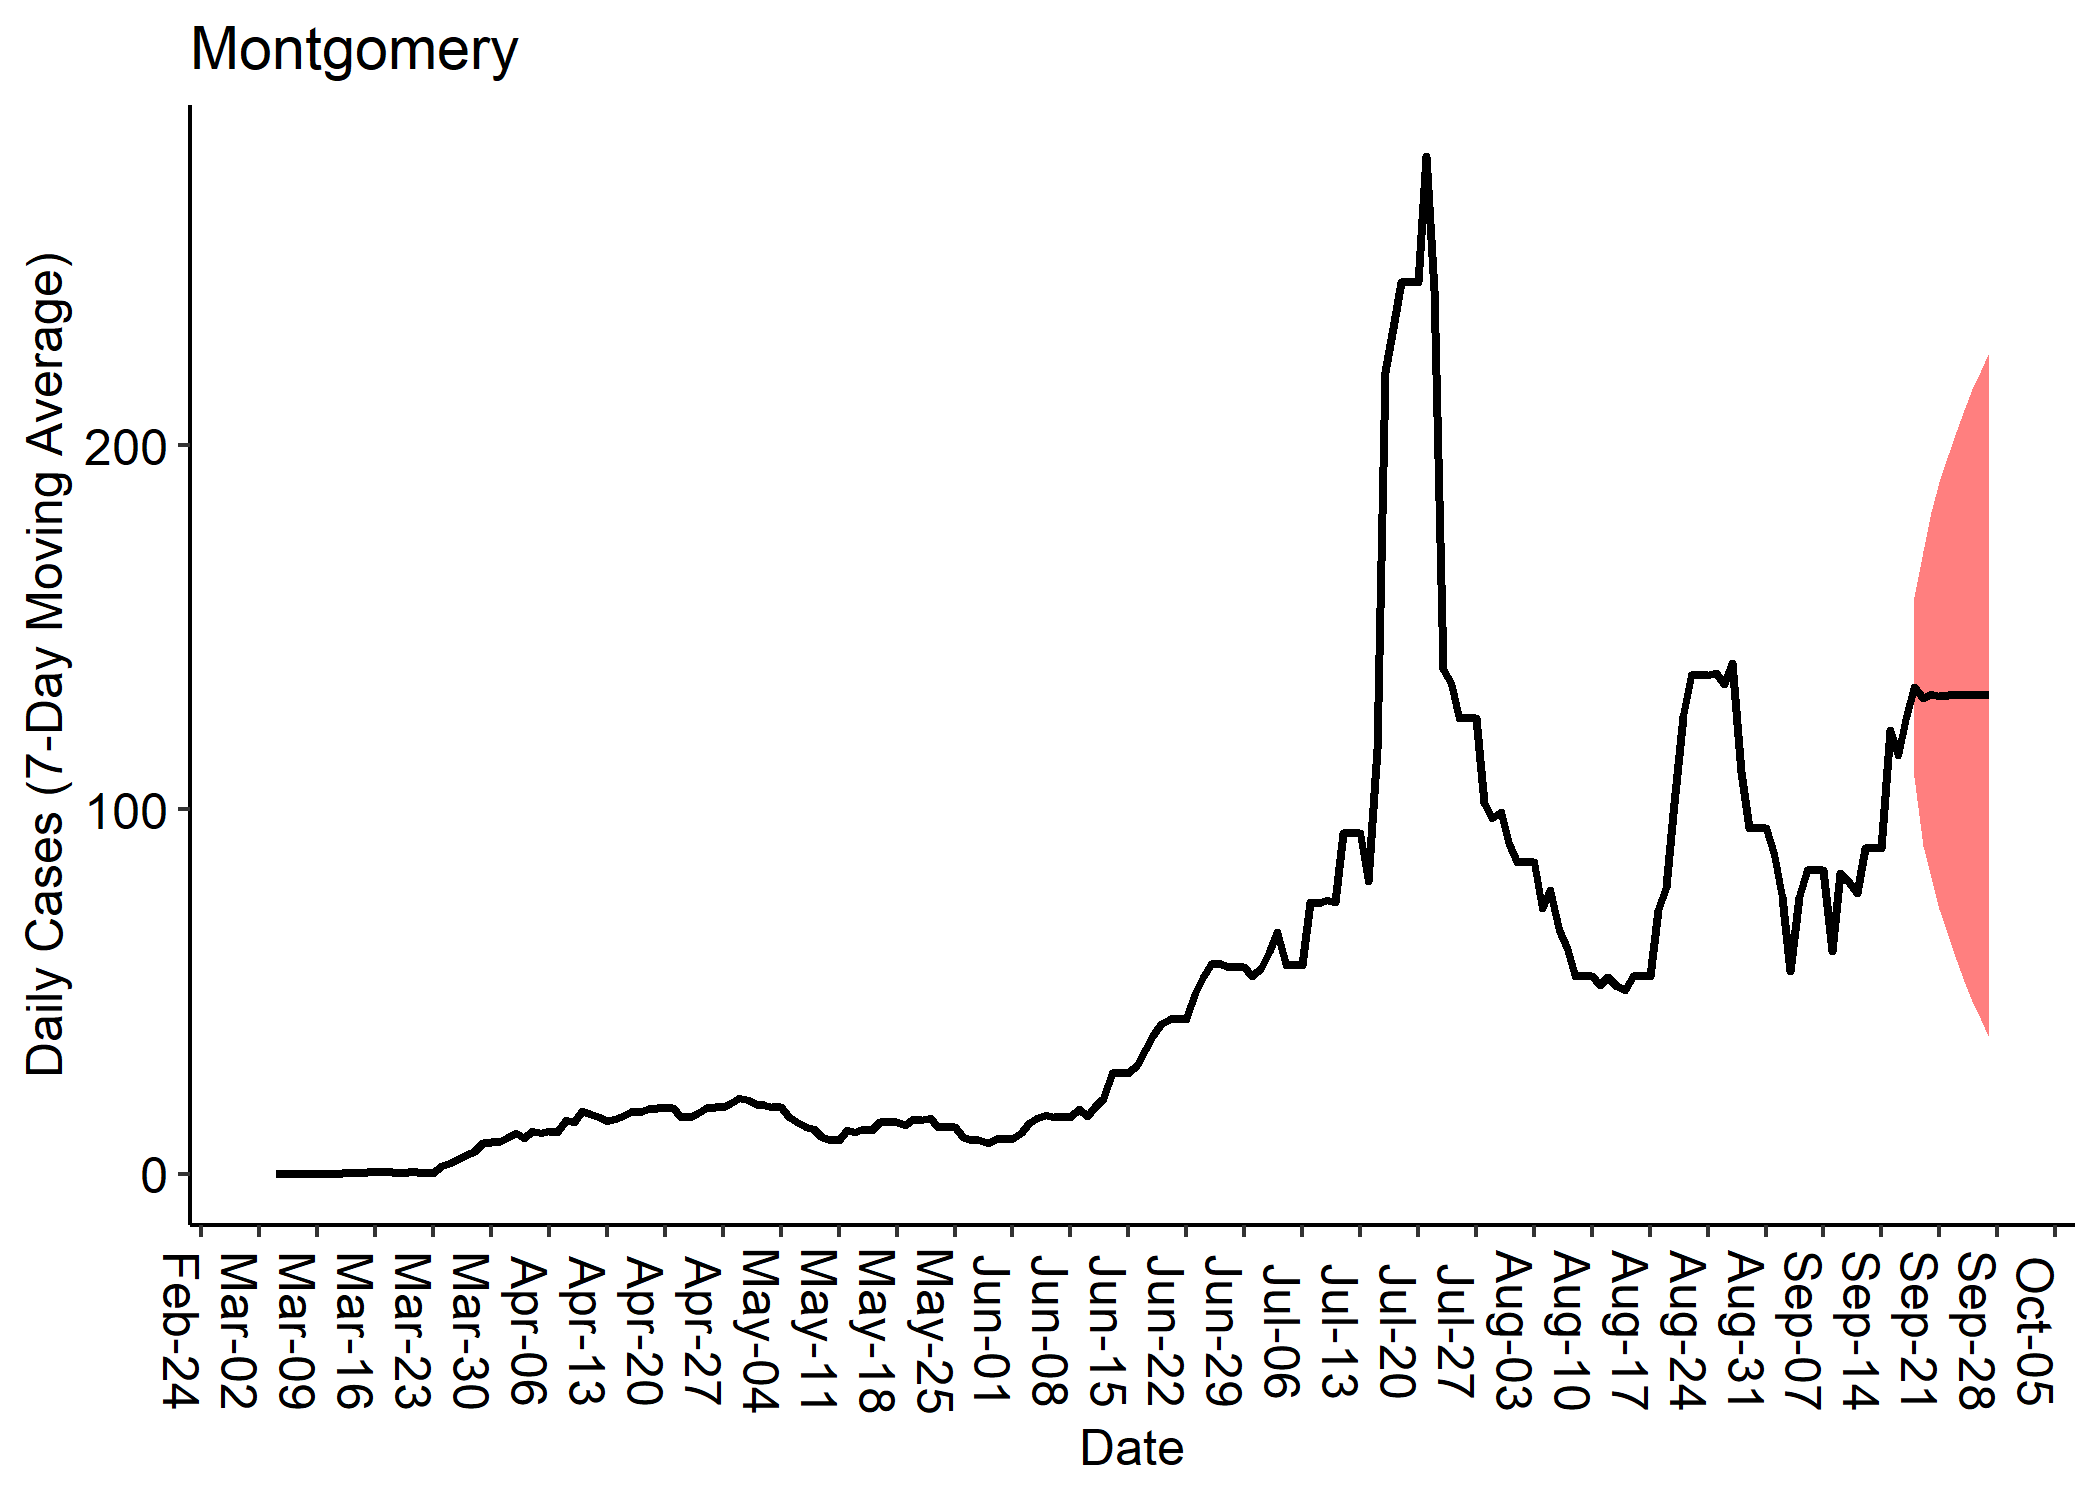 Montgomery
Daily Cases (7-Day Moving Average)
200
100
0
Feb-24
Mar-02
Mar-09
Mar-16
Mar-23
Mar-30
Apr-06
Apr-13
Apr-20
Apr-27
May-04
May-11
May-18
May-25
Jun-01
Jun-08
Jun-15
Jun-22
Jun-29
Jul-06
Jul-13
Jul-20
Jul-27
Aug-03
Aug-10
Aug-17
Aug-24
Aug-31
Sep-07
Sep-14
Sep-21
Sep-28
Oct-05
Date